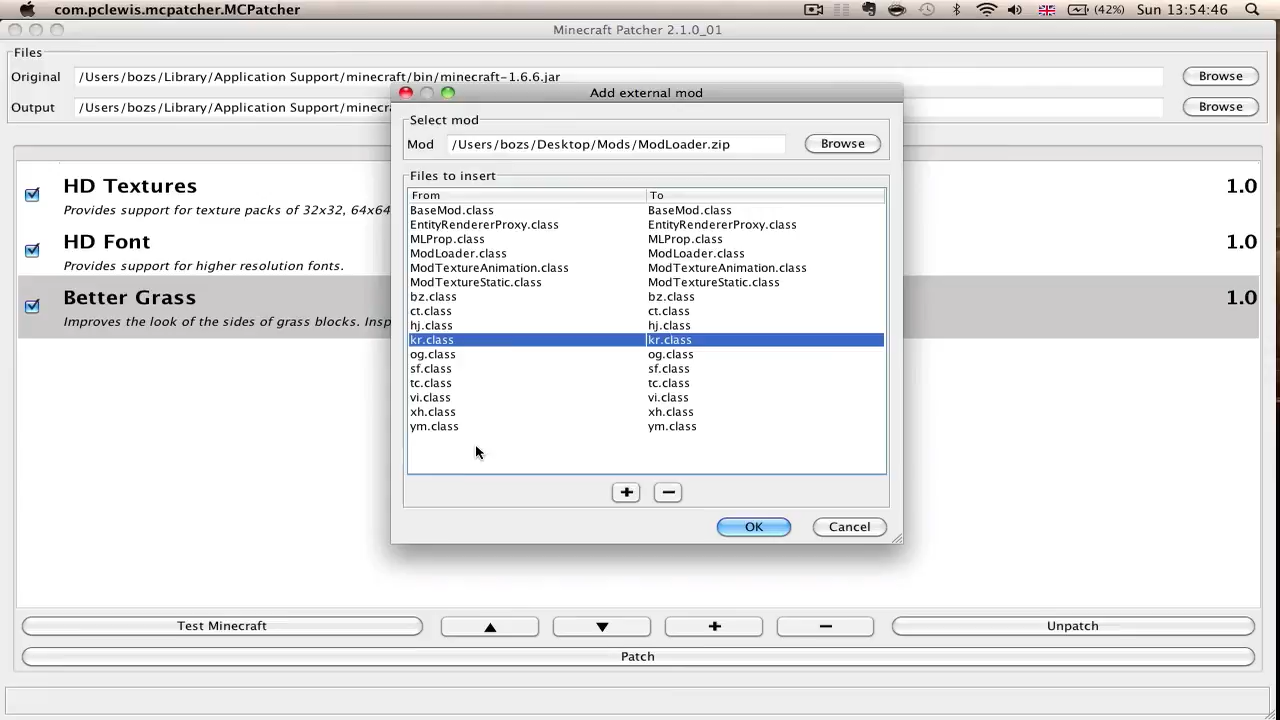 com.pclewis.mcpatcher.MCPatcher (42%) Sun 13:54:46
Minecraft Patcher 2.1.0_01
Files
Original /Users/bozs/Library/Application Support/minecraft/bin/minecraft-1.6.6.jar Browse
Output /Users/bozs/Library/Application Support/minec Browse
Add external mod
Select mod
Mod /Users/bozs/Desktop/Mods/ModLoader.zip Browse
Files to insert
From To
BaseMod.class BaseMod.class
EntityRendererProxy.class EntityRendererProxy.class
MLProp.class MLProp.class
ModLoader.class ModLoader.class
ModTextureAnimation.class ModTextureAnimation.class
ModTextureStatic.class ModTextureStatic.class
bz.class bz.class
ct.class ct.class
hj.class hj.class
kr.class kr.class
og.class og.class
sf.class sf.class
tc.class tc.class
vi.class vi.class
xh.class xh.class
ym.class ym.class
+ −
OK Cancel
HD Textures 1.0
Provides support for texture packs of 32x32, 64x64
HD Font 1.0
Provides support for higher resolution fonts.
Better Grass 1.0
Improves the look of the sides of grass blocks. Insp
Test Minecraft ▲ ▼ + − Unpatch
Patch